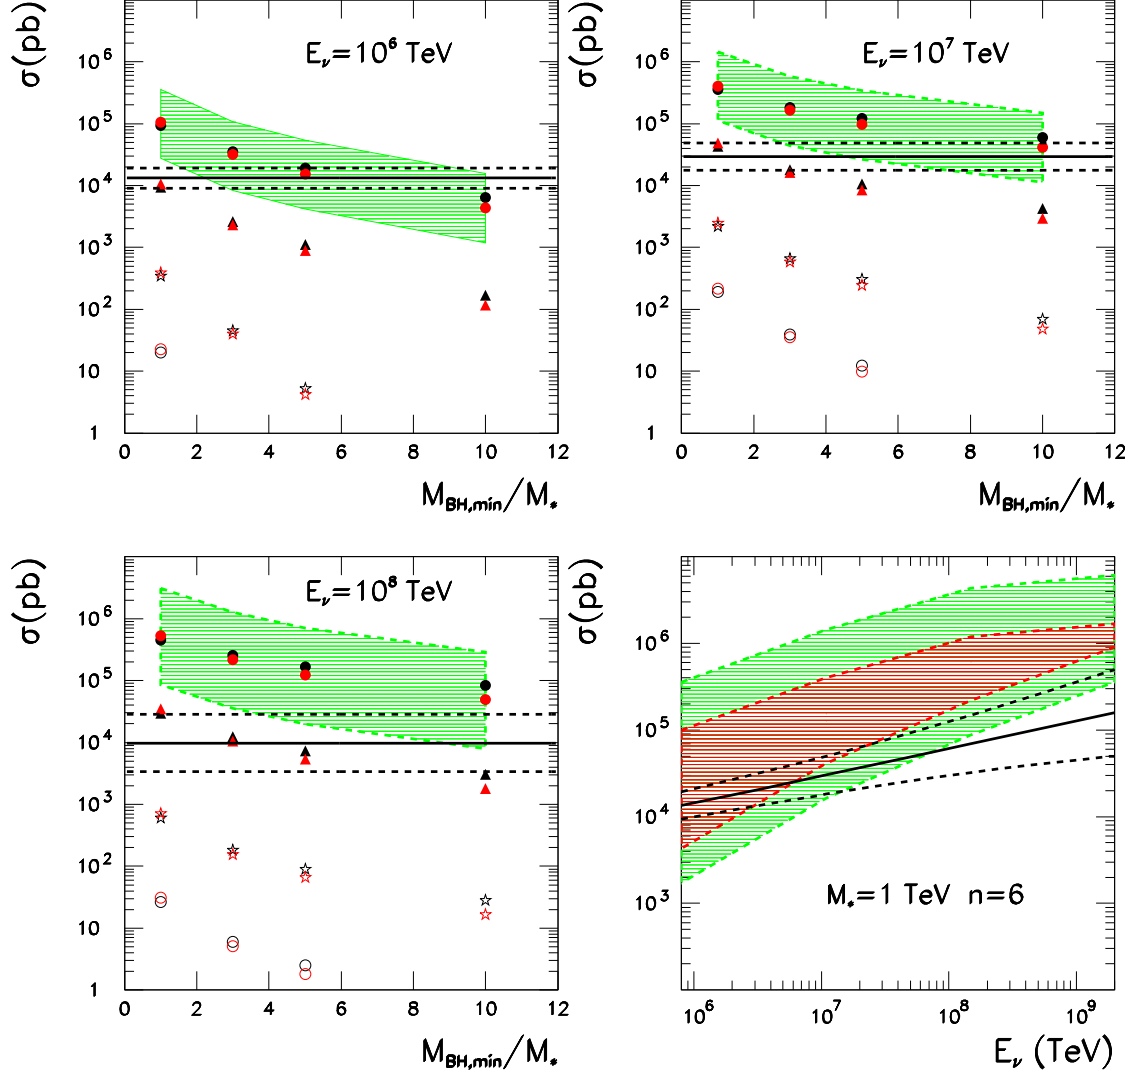 σ(pb)
E_ν=10^6 TeV
10^6
10^5
10^4
10^3
10^2
10
1
0 2 4 6 8 10 12
M_BH,min/M_*
σ(pb)
E_ν=10^7 TeV
10^6
10^5
10^4
10^3
10^2
10
1
0 2 4 6 8 10 12
M_BH,min/M_*
σ(pb)
E_ν=10^8 TeV
10^6
10^5
10^4
10^3
10^2
10
1
0 2 4 6 8 10 12
M_BH,min/M_*
σ(pb)
10^6
10^5
10^4
10^3
M_*=1 TeV n=6
10^6 10^7 10^8 10^9
E_ν (TeV)